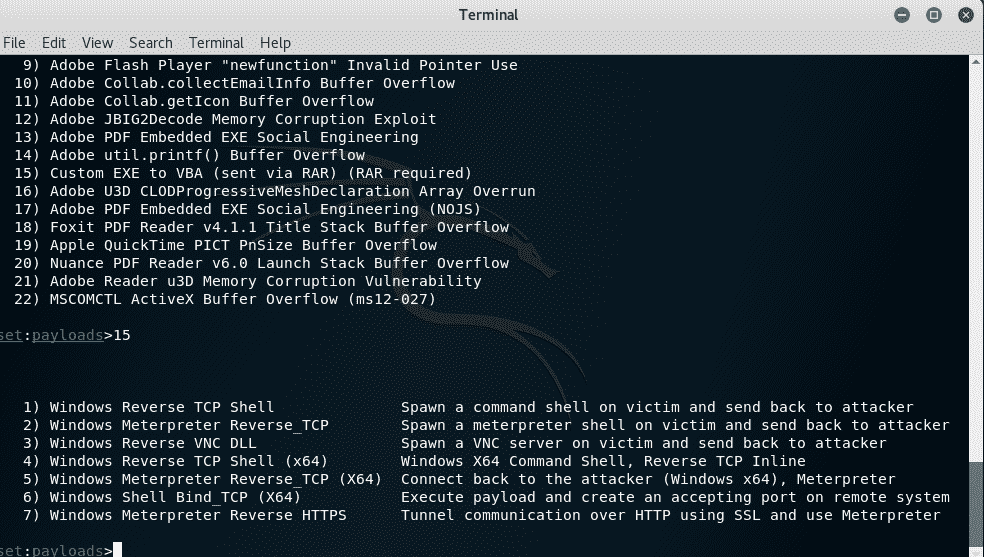 Terminal
File Edit View Search Terminal Help
9) Adobe Flash Player "newfunction" Invalid Pointer Use
10) Adobe Collab.collectEmailInfo Buffer Overflow
11) Adobe Collab.getIcon Buffer Overflow
12) Adobe JBIG2Decode Memory Corruption Exploit
13) Adobe PDF Embedded EXE Social Engineering
14) Adobe util.printf() Buffer Overflow
15) Custom EXE to VBA (sent via RAR) (RAR required)
16) Adobe U3D CLODProgressiveMeshDeclaration Array Overrun
17) Adobe PDF Embedded EXE Social Engineering (NOJS)
18) Foxit PDF Reader v4.1.1 Title Stack Buffer Overflow
19) Apple QuickTime PICT PnSize Buffer Overflow
20) Nuance PDF Reader v6.0 Launch Stack Buffer Overflow
21) Adobe Reader u3D Memory Corruption Vulnerability
22) MSCOMCTL ActiveX Buffer Overflow (ms12-027)
set:payloads>15
1) Windows Reverse TCP Shell Spawn a command shell on victim and send back to attacker
2) Windows Meterpreter Reverse_TCP Spawn a meterpreter shell on victim and send back to attacker
3) Windows Reverse VNC DLL Spawn a VNC server on victim and send back to attacker
4) Windows Reverse TCP Shell (x64) Windows X64 Command Shell, Reverse TCP Inline
5) Windows Meterpreter Reverse_TCP (X64) Connect back to the attacker (Windows x64), Meterpreter
6) Windows Shell Bind_TCP (X64) Execute payload and create an accepting port on remote system
7) Windows Meterpreter Reverse HTTPS Tunnel communication over HTTP using SSL and use Meterpreter
set:payloads>